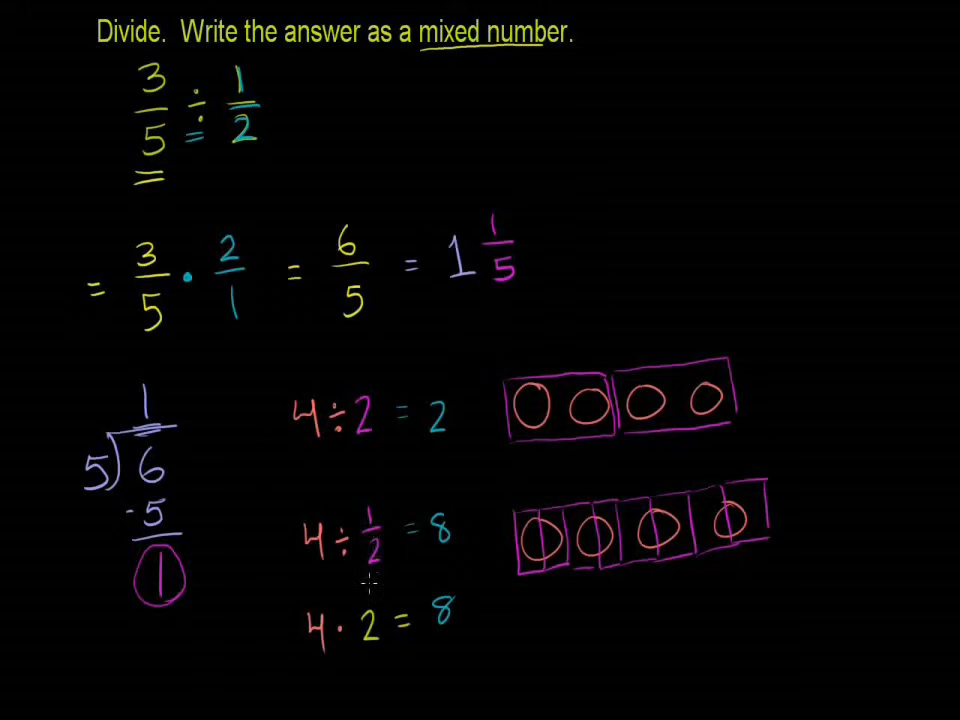 Divide. Write the answer as a mixed number.
3/5 ÷ 1/2
= 3/5 · 2/1 = 6/5 = 1 1/5
1
5)6
-5
1
4÷2 = 2
4÷1/2 = 8
4·2 = 8